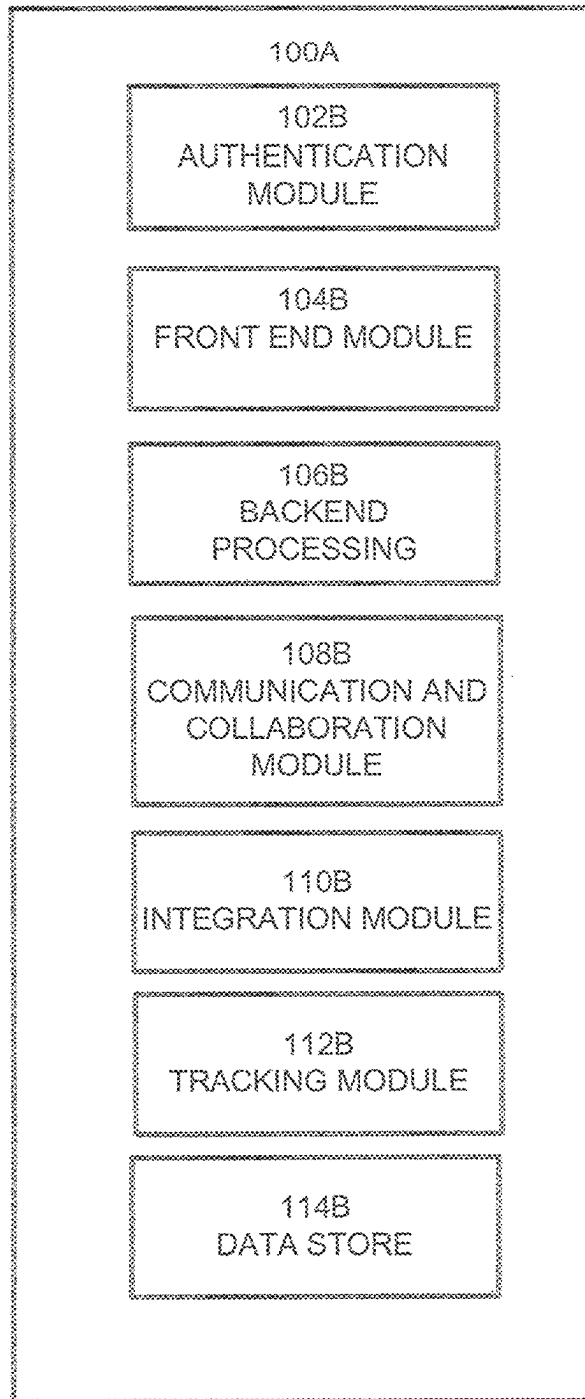 100A
102B
AUTHENTICATION
MODULE
104B
FRONT END MODULE
106B
BACKEND
PROCESSING
108B
COMMUNICATION AND
COLLABORATION
MODULE
110B
INTEGRATION MODULE
112B
TRACKING MODULE
114B
DATA STORE